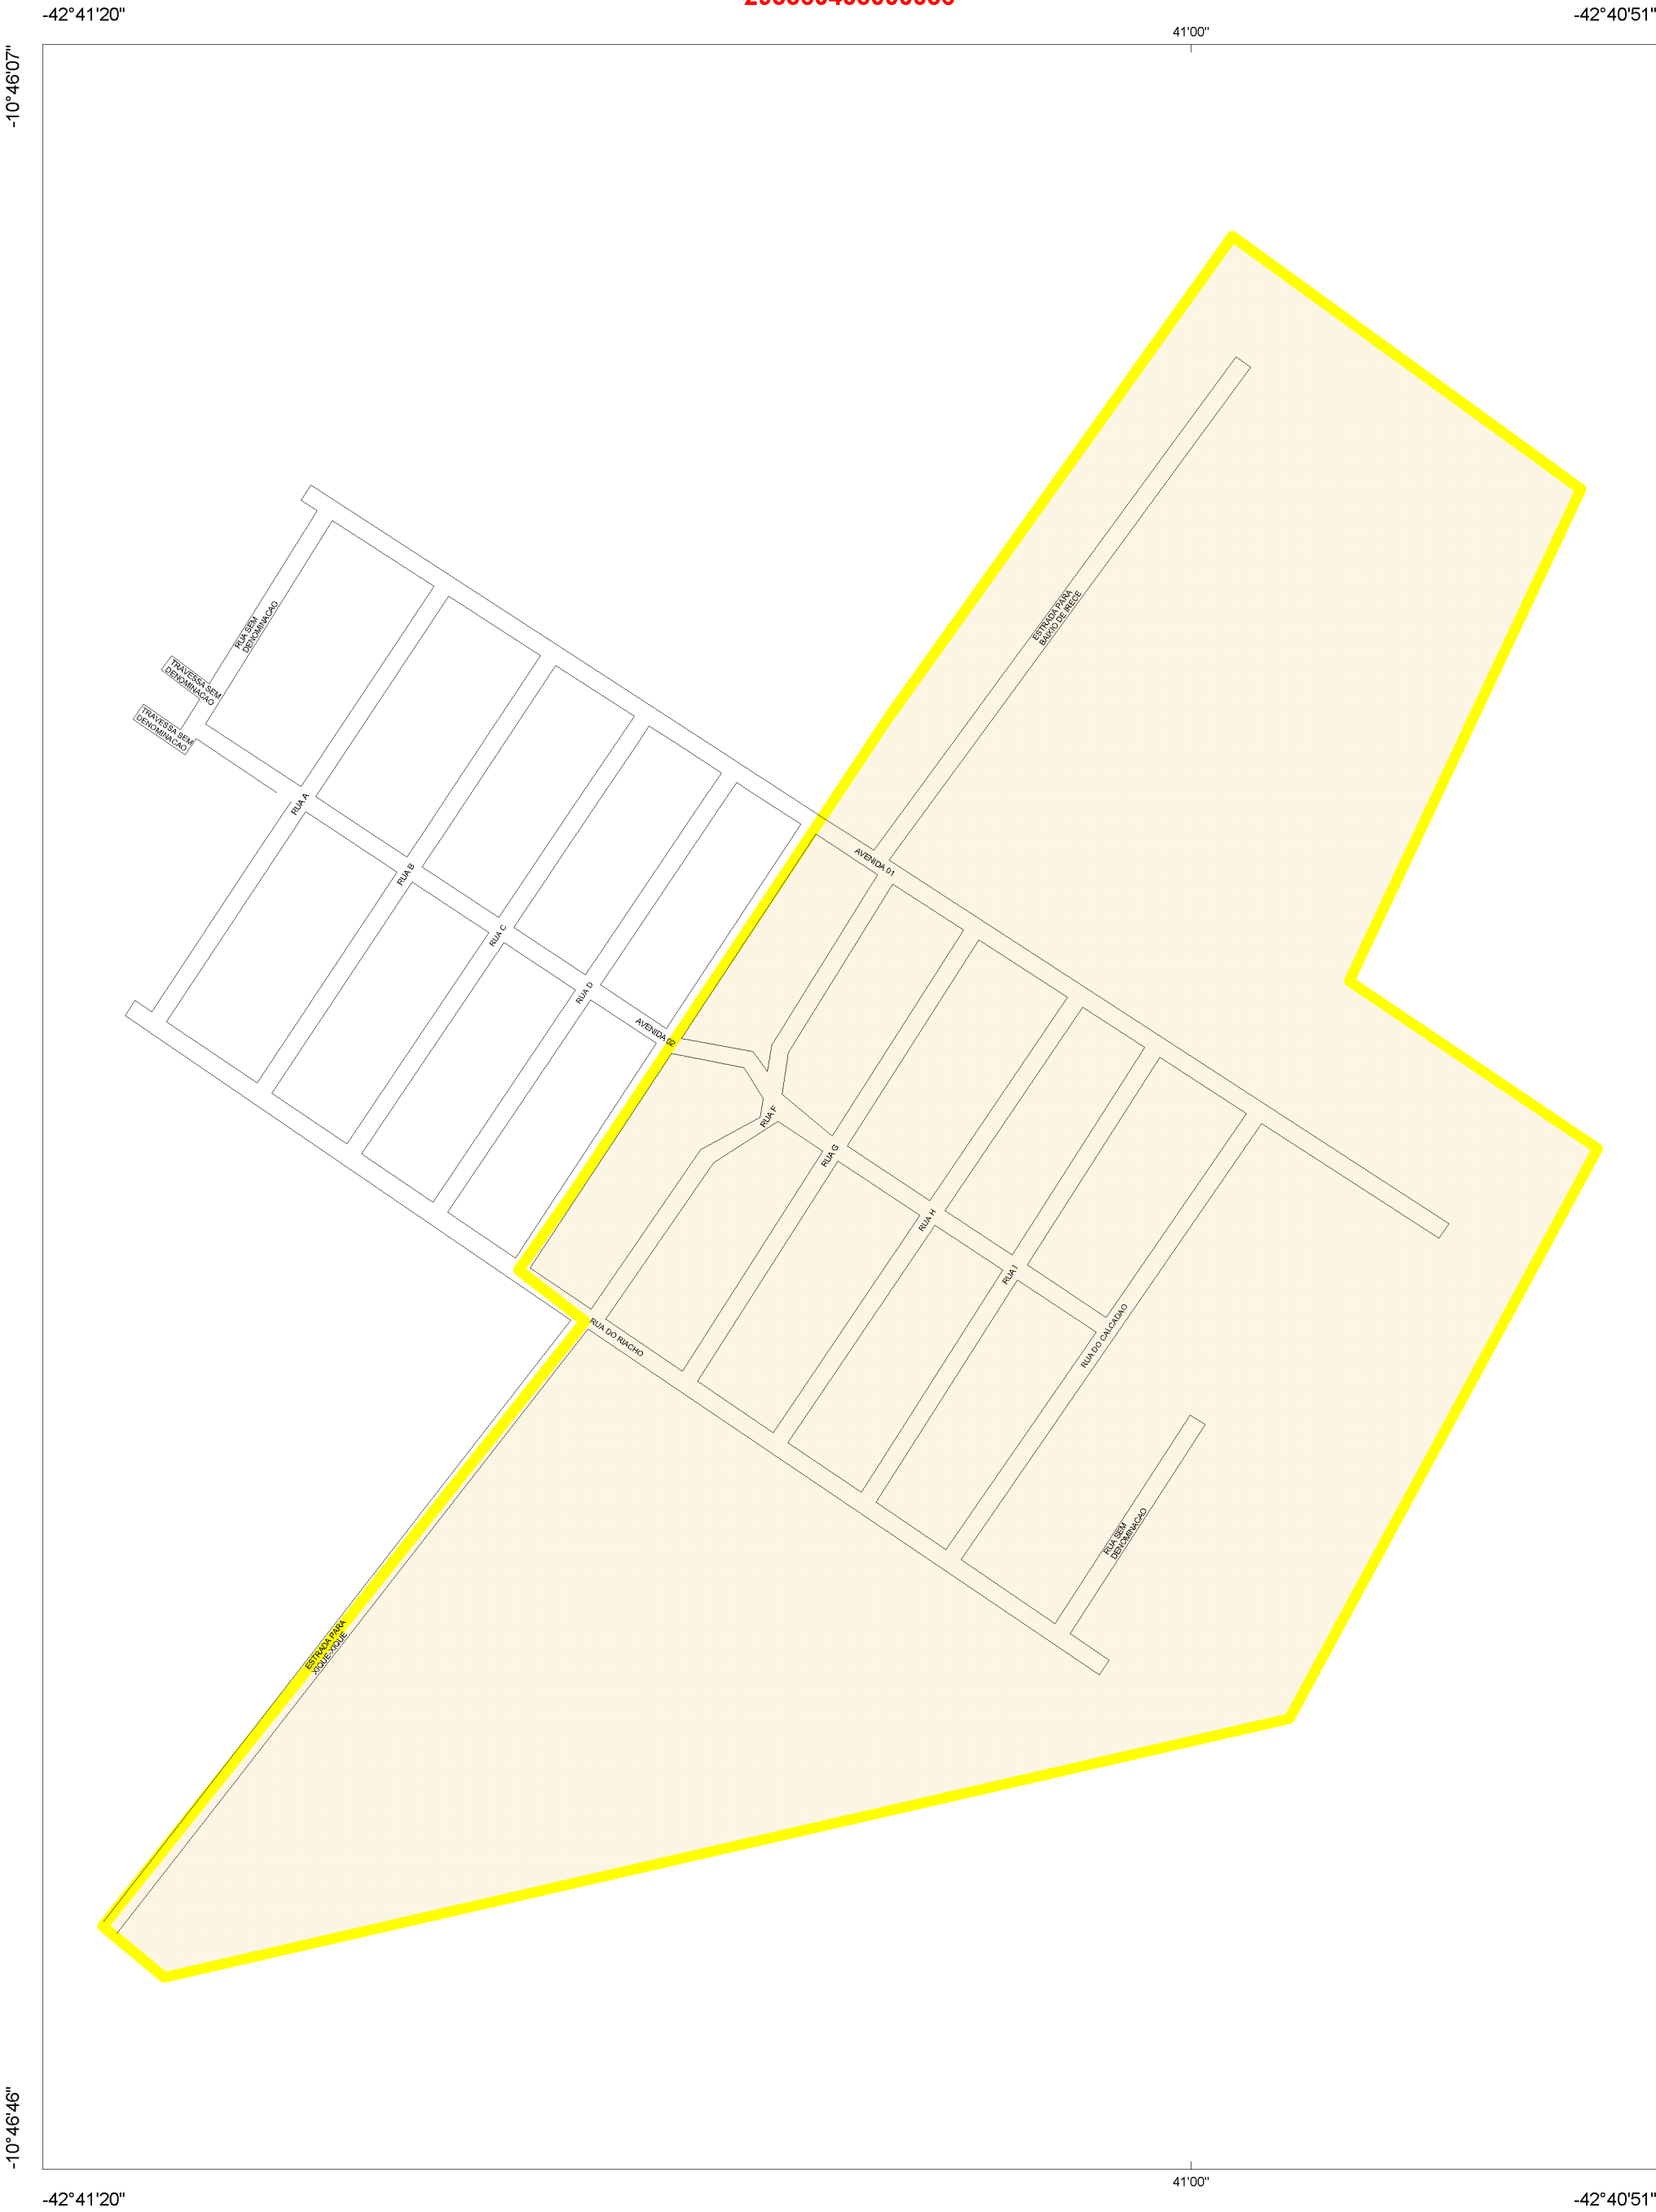 -42°41'20"
-42°40'51"
41'00"
-10°46'07"
ESTRADA PARA
BAIXIO DE IRECE
RUA SEM
DENOMINACAO
TRAVESSA SEM
DENOMINACAO
TRAVESSA SEM
DENOMINACAO
RUA A
RUA B
RUA C
RUA D
AVENIDA 01
AVENIDA 02
RUA F
RUA G
RUA H
RUA I
RUA DO CALCADAO
RUA DO RIACHO
RUA SEM
DENOMINACAO
ESTRADA PARA
XIQUE-XIQUE
-10°46'46"
41'00"
-42°41'20"
-42°40'51"